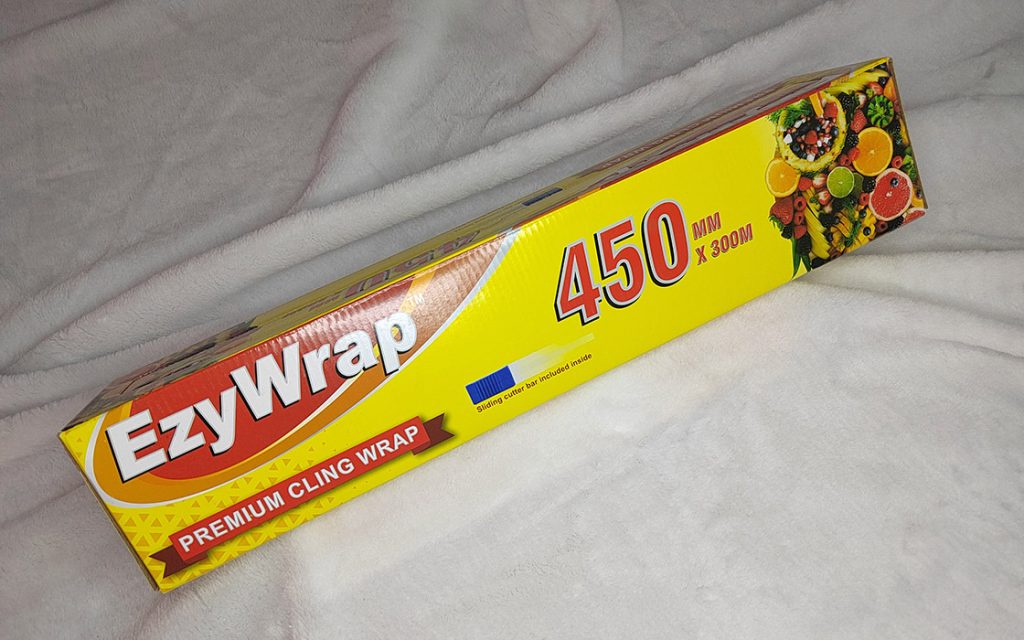 EzyWrap™
PREMIUM CLING WRAP
450
MM
X 300M
Sliding cutter bar included inside